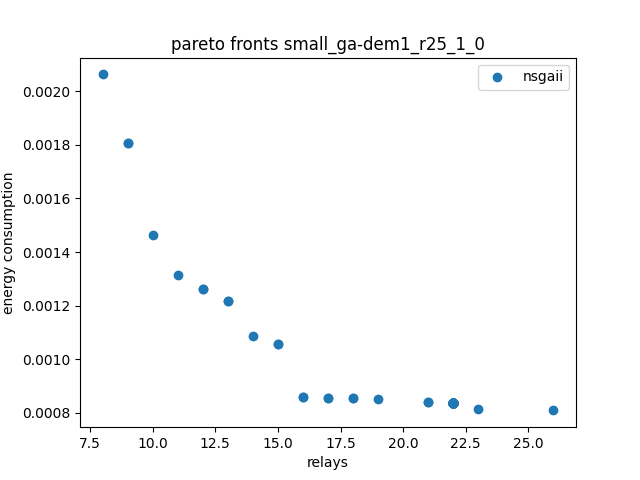 pareto fronts small_ga-dem1_r25_1_0
nsgaii
0.0020
0.0018
0.0016
0.0014
0.0012
0.0010
0.0008
energy consumption
7.5 10.0 12.5 15.0 17.5 20.0 22.5 25.0
relays